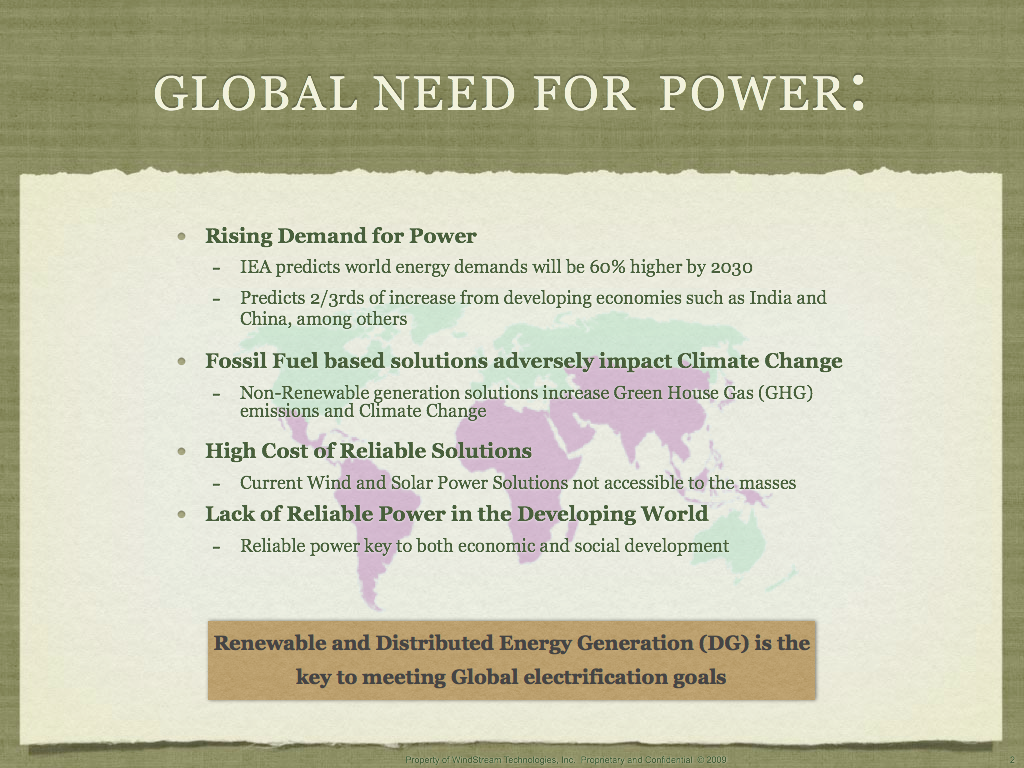 GLOBAL NEED FOR POWER:
• Rising Demand for Power
- IEA predicts world energy demands will be 60% higher by 2030
- Predicts 2/3rds of increase from developing economies such as India and
China, among others
• Fossil Fuel based solutions adversely impact Climate Change
- Non-Renewable generation solutions increase Green House Gas (GHG)
emissions and Climate Change
• High Cost of Reliable Solutions
- Current Wind and Solar Power Solutions not accessible to the masses
• Lack of Reliable Power in the Developing World
- Reliable power key to both economic and social development
Renewable and Distributed Energy Generation (DG) is the
key to meeting Global electrification goals
Property of WindStream Technologies, Inc. Proprietary and Confidential © 2009
2